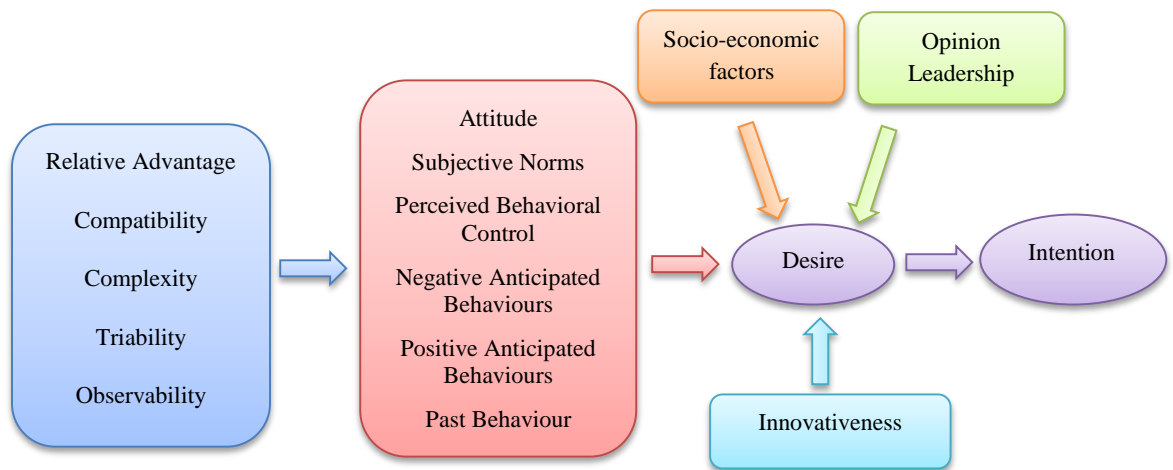 Relative Advantage
Compatibility
Complexity
Triability
Observability
Attitude
Subjective Norms
Perceived Behavioral
Control
Negative Anticipated
Behaviours
Positive Anticipated
Behaviours
Past Behaviour
Socio-economic
factors
Opinion
Leadership
Desire
Intention
Innovativeness